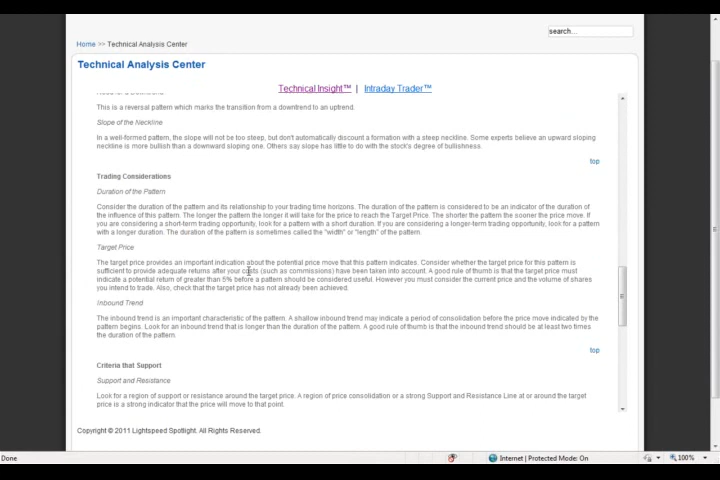 search...
Home >> Technical Analysis Center
Technical Analysis Center
Technical Insight™ | Intraday Trader™
This is a reversal pattern which marks the transition from a downtrend to an uptrend.
Slope of the Neckline
In a well-formed pattern, the slope will not be too steep, but don't automatically discount a formation with a steep neckline. Some experts believe an upward sloping
neckline is more bullish than a downward sloping one. Others say slope has little to do with the stock's degree of bullishness.
top
Trading Considerations
Duration of the Pattern
Consider the duration of the pattern and its relationship to your trading time horizons. The duration of the pattern is considered to be an indicator of the duration of
the influence of this pattern. The longer the pattern the longer it will take for the price to reach the Target Price. The shorter the pattern the sooner the price move. If
you are considering a short-term trading opportunity, look for a pattern with a short duration. If you are considering a longer-term trading opportunity, look for a pattern
with a longer duration. The duration of the pattern is sometimes called the "width" or "length" of the pattern.
Target Price
The target price provides an important indication about the potential price move that this pattern indicates. Consider whether the target price for this pattern is
sufficient to provide adequate returns after your costs (such as commissions) have been taken into account. A good rule of thumb is that the target price must
indicate a potential return of greater than 5% before a pattern should be considered useful. However you must consider the current price and the volume of shares
you intend to trade. Also, check that the target price has not already been achieved.
Inbound Trend
The inbound trend is an important characteristic of the pattern. A shallow inbound trend may indicate a period of consolidation before the price move indicated by the
pattern begins. Look for an inbound trend that is longer than the duration of the pattern. A good rule of thumb is that the inbound trend should be at least two times
the duration of the pattern.
top
Criteria that Support
Support and Resistance
Look for a region of support or resistance around the target price. A region of price consolidation or a strong Support and Resistance Line at or around the target
price is a strong indicator that the price will move to that point.
Copyright © 2011 Lightspeed Spotlight. All Rights Reserved.
Done
Internet | Protected Mode: On
100%